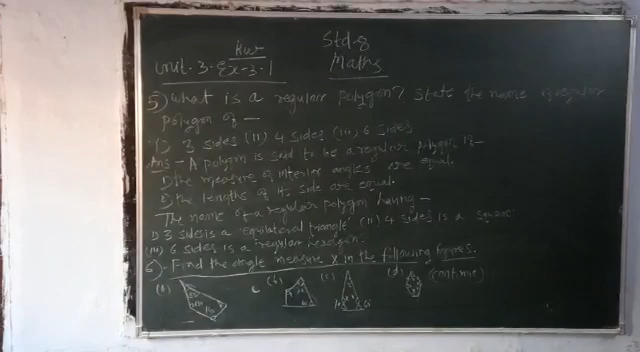 H.W Std-8
Unit-3. Ex-3.1 Maths
5) What is a regular polygon? State the name of regular
polygon of -
(i) 3 sides (ii) 4 sides (iii) 6 sides
Ans - A polygon is said to be a regular polygon if -
1) the measure of interior angles are equal.
2) the lengths of its side are equal.
The name of a regular polygon having -
i) 3 sides is a equilateral triangle (ii) 4 sides is a square.
(iii) 6 sides is a regular hexagon.
6) - Find the angle measure x in the following figures.
(a) (b) (c) (d) (continue)